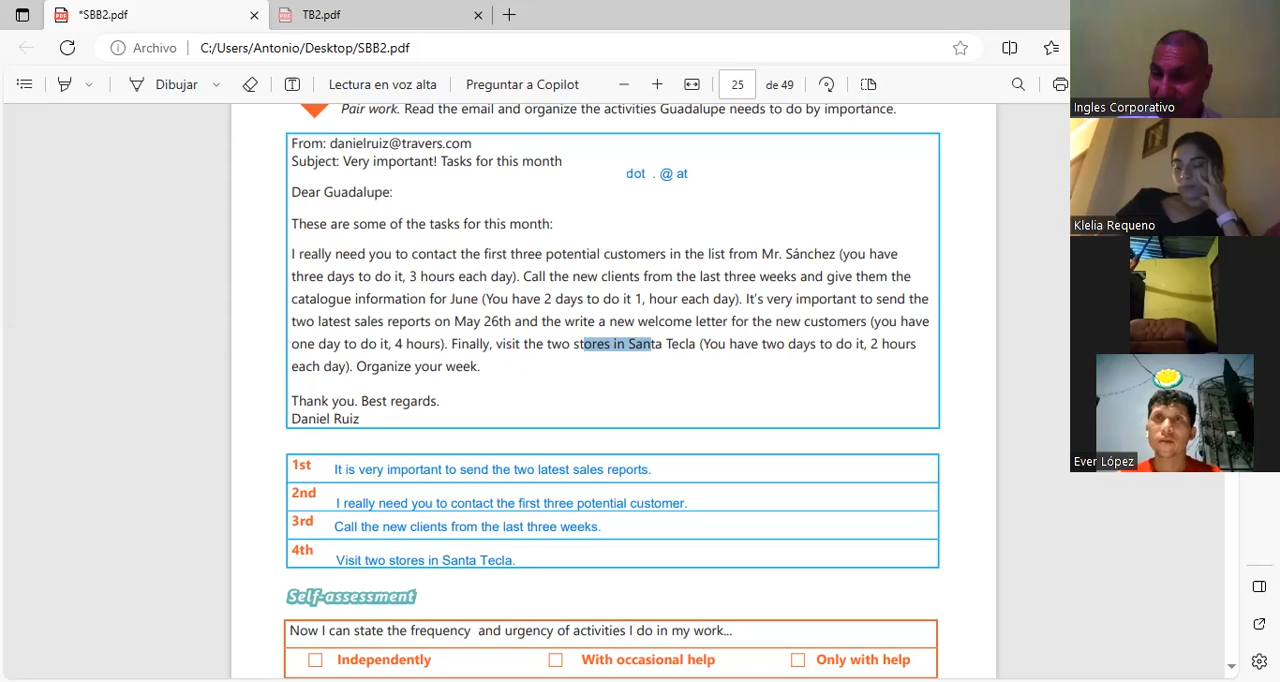 *SBB2.pdf
TB2.pdf
Archivo
C:/Users/Antonio/Desktop/SBB2.pdf
Dibujar
Lectura en voz alta
Preguntar a Copilot
25
de 49
Pair work. Read the email and organize the activities Guadalupe needs to do by importance.
From: danielruiz@travers.com
Subject: Very important! Tasks for this month
dot . @ at
Dear Guadalupe:
These are some of the tasks for this month:
I really need you to contact the first three potential customers in the list from Mr. Sánchez (you have
three days to do it, 3 hours each day). Call the new clients from the last three weeks and give them the
catalogue information for June (You have 2 days to do it 1, hour each day). It's very important to send the
two latest sales reports on May 26th and the write a new welcome letter for the new customers (you have
one day to do it, 4 hours). Finally, visit the two stores in Santa Tecla (You have two days to do it, 2 hours
each day). Organize your week.
Thank you. Best regards.
Daniel Ruiz
1st It is very important to send the two latest sales reports.
2nd I really need you to contact the first three potential customer.
3rd Call the new clients from the last three weeks.
4th Visit two stores in Santa Tecla.
Self-assessment
Now I can state the frequency and urgency of activities I do in my work...
Independently
With occasional help
Only with help
Ingles Corporativo
Klelia Requeno
Ever López